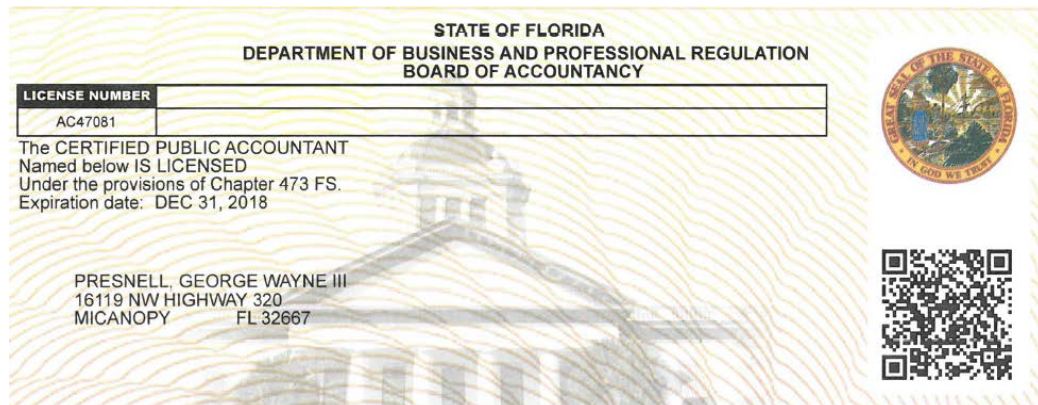 STATE OF FLORIDA
DEPARTMENT OF BUSINESS AND PROFESSIONAL REGULATION
BOARD OF ACCOUNTANCY
LICENSE NUMBER
AC47081
The CERTIFIED PUBLIC ACCOUNTANT
Named below IS LICENSED
Under the provisions of Chapter 473 FS.
Expiration date: DEC 31, 2018
PRESNELL, GEORGE WAYNE III
16119 NW HIGHWAY 320
MICANOPY FL 32667
GREAT SEAL OF THE STATE OF FLORIDA
IN GOD WE TRUST